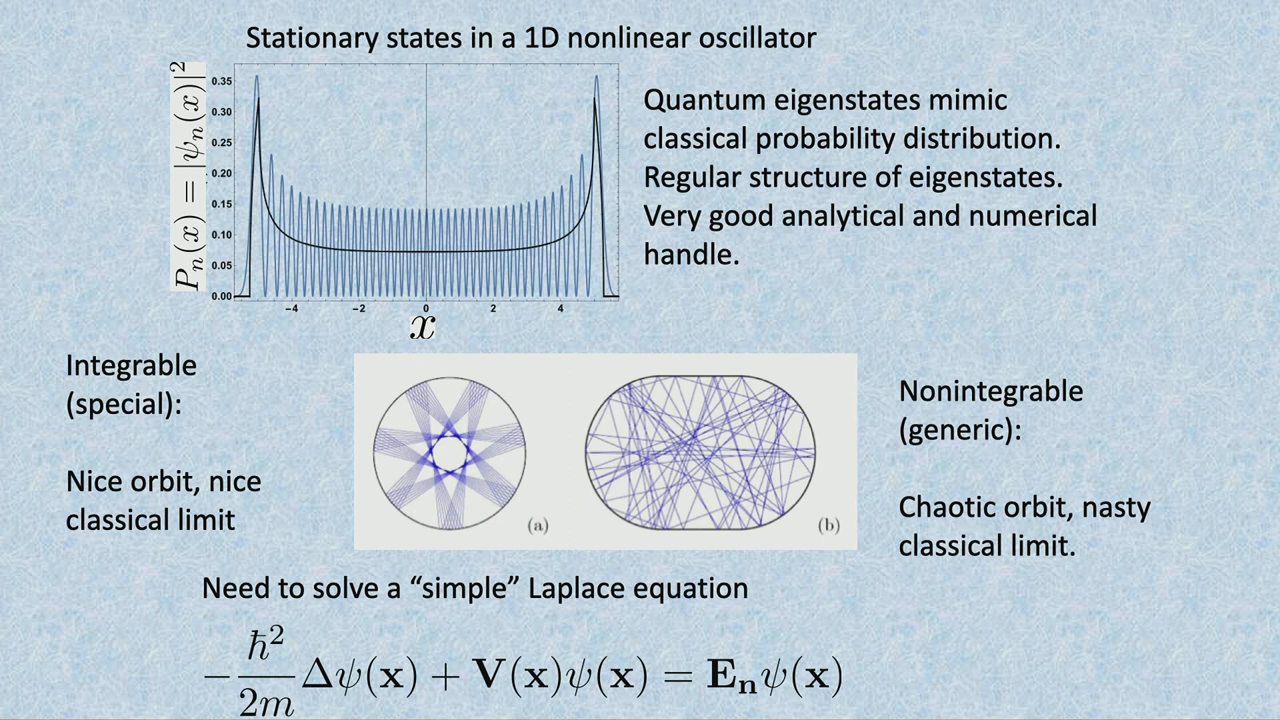 Stationary states in a 1D nonlinear oscillator
P_n(x) = |ψ_n(x)|^2
0.35
0.30
0.25
0.20
0.15
0.10
0.05
0.00
−4 −2 0 2 4
x
Quantum eigenstates mimic
classical probability distribution.
Regular structure of eigenstates.
Very good analytical and numerical
handle.
Integrable
(special):
Nice orbit, nice
classical limit
(a)
(b)
Nonintegrable
(generic):
Chaotic orbit, nasty
classical limit.
Need to solve a “simple” Laplace equation
−ħ²/2m Δψ(x) + V(x)ψ(x) = E_n ψ(x)